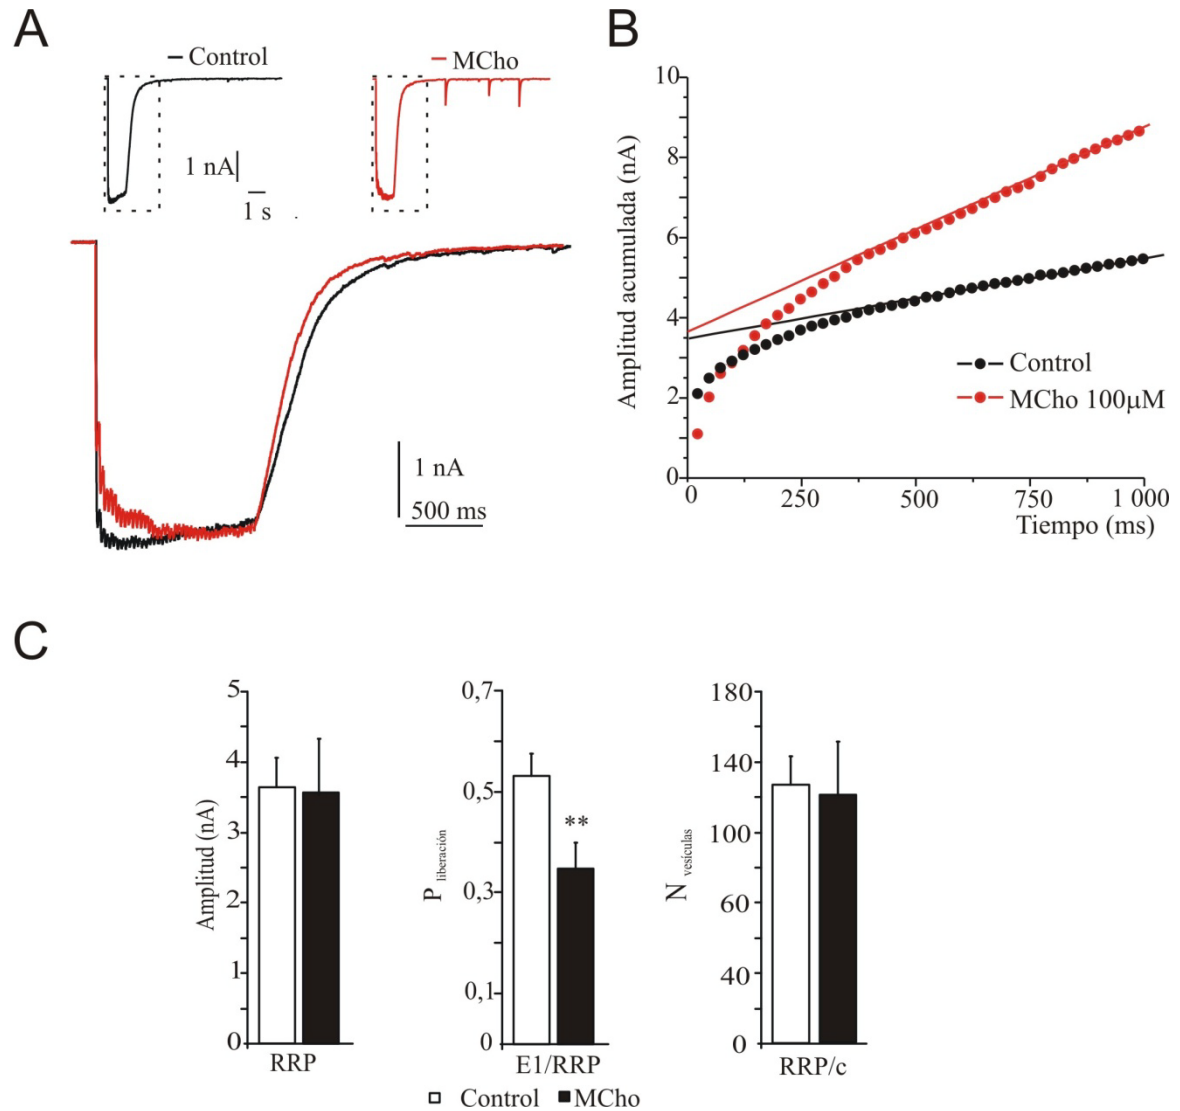 A
Control
MCho
1 nA
1 s
1 nA
500 ms
B
Amplitud acumulada (nA)
10
8
6
4
2
0
0
250
500
750
1 000
Tiempo (ms)
Control
MCho 100µM
C
Amplitud (nA)
5
4
3
2
1
0
RRP
P liberación
0,7
0,5
0,3
0,1
0
**
E1/RRP
N vesículas
180
140
120
60
40
0
RRP/c
Control
MCho